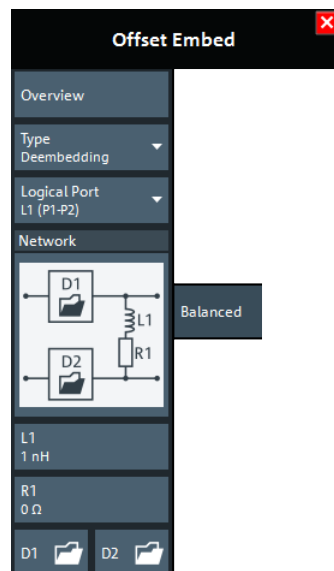 Offset Embed
Overview
Type
Deembedding
Logical Port
L1 (P1-P2)
Network
D1
L1
D2
R1
Balanced
L1
1 nH
R1
0 Ω
D1 D2